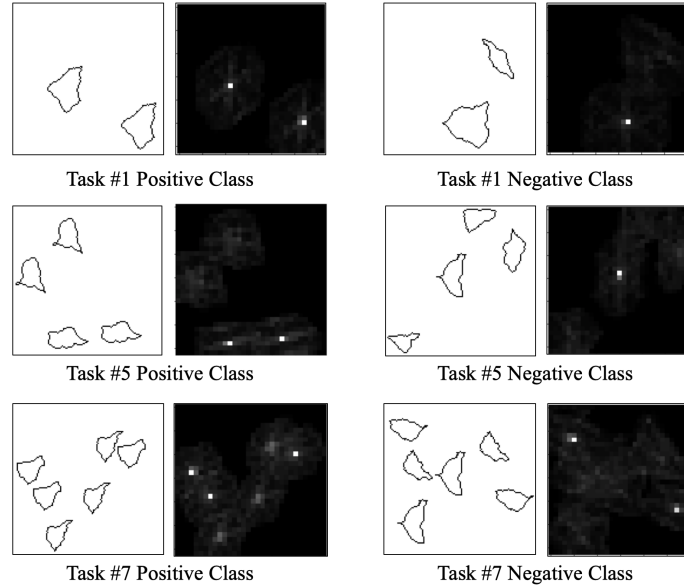 Task #1 Positive Class
Task #1 Negative Class
Task #5 Positive Class
Task #5 Negative Class
Task #7 Positive Class
Task #7 Negative Class